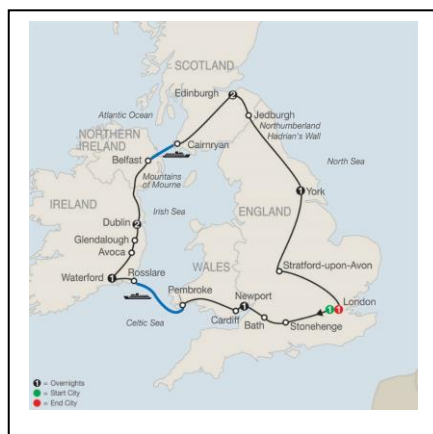 SCOTLAND
Edinburgh
2
Jedburgh
Atlantic Ocean
Northumberland
Hadrian's Wall
NORTHERN
IRELAND
Cairnryan
North Sea
Belfast
Mountains
of Mourne
York
1
IRELAND
Irish Sea
ENGLAND
Dublin
2
Glendalough
Avoca
Stratford-upon-Avon
WALES
Waterford
1
Rosslare
Newport
1
London
1
1
Pembroke
Cardiff
Bath
Stonehenge
Celtic Sea
1 = Overnights
1 = Start City
1 = End City